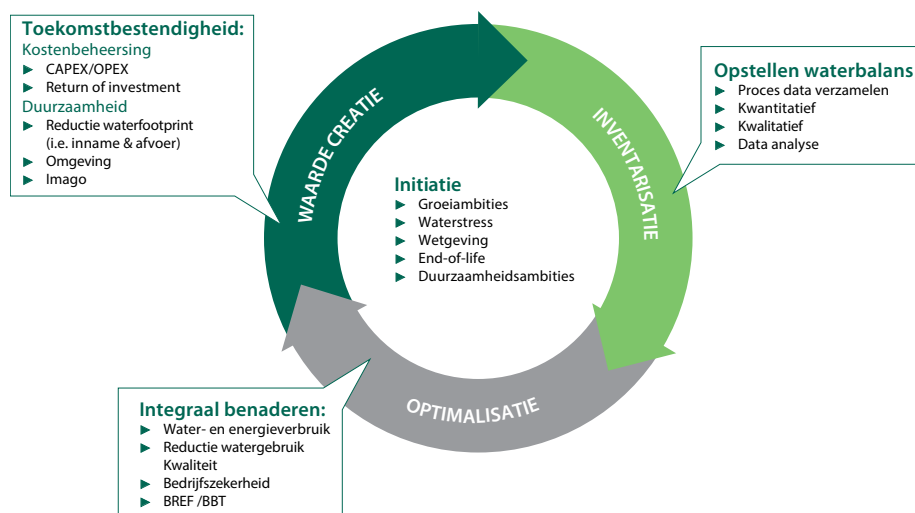 Toekomstbestendigheid:
Kostenbeheersing
► CAPEX/OPEX
► Return of investment
Duurzaamheid
► Reductie waterfootprint
(i.e. inname & afvoer)
► Omgeving
► Imago
WAARDE CREATIE
INVENTARISATIE
Opstellen waterbalans
► Proces data verzamelen
► Kwantitatief
► Kwalitatief
► Data analyse
Initiatie
► Groeiambities
► Waterstress
► Wetgeving
► End-of-life
► Duurzaamheidsambities
OPTIMALISATIE
Integraal benaderen:
► Water- en energieverbruik
► Reductie watergebruik
Kwaliteit
► Bedrijfszekerheid
► BREF /BBT